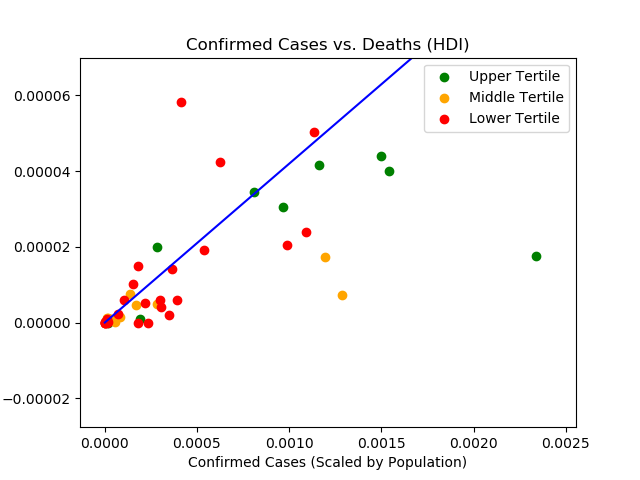 Confirmed Cases vs. Deaths (HDI)
Upper Tertile
Middle Tertile
Lower Tertile
0.00006
0.00004
0.00002
0.00000
−0.00002
0.0000 0.0005 0.0010 0.0015 0.0020 0.0025
Confirmed Cases (Scaled by Population)